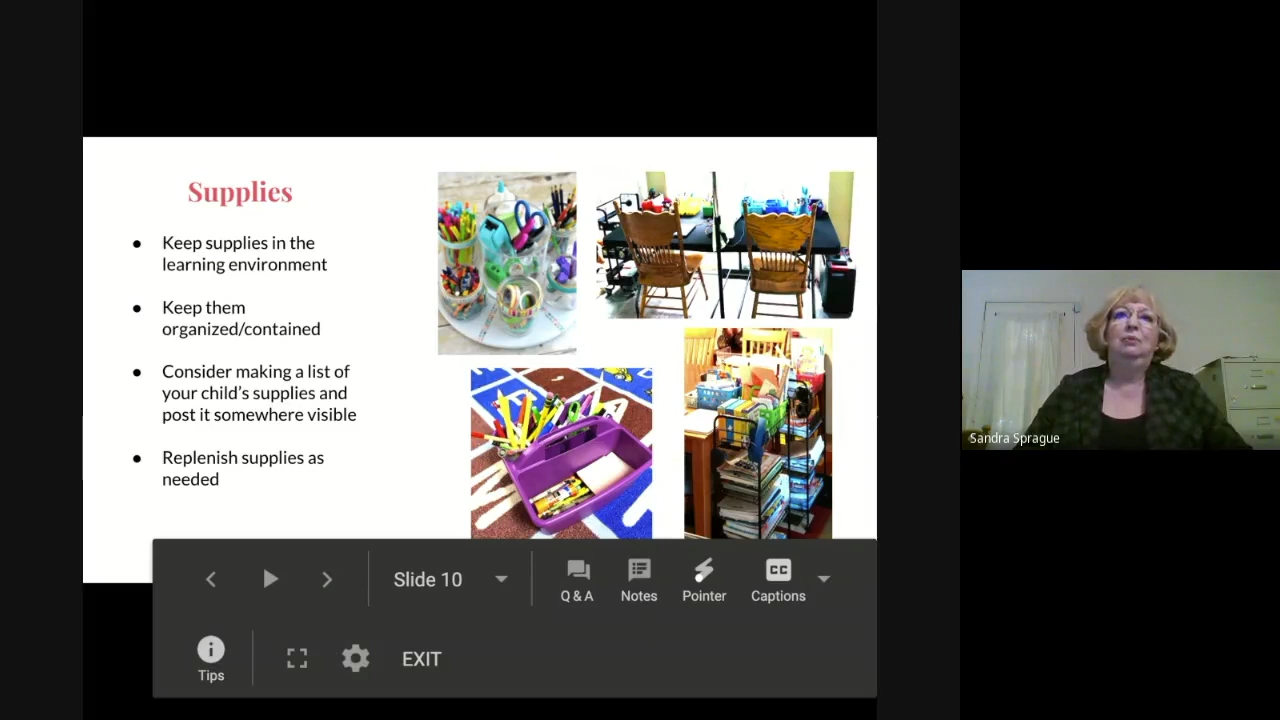 Supplies
● Keep supplies in the
learning environment
● Keep them
organized/contained
● Consider making a list of
your child's supplies and
post it somewhere visible
● Replenish supplies as
needed
Sandra Sprague
Slide 10
Q & A
Notes
Pointer
CC
Captions
Tips
EXIT